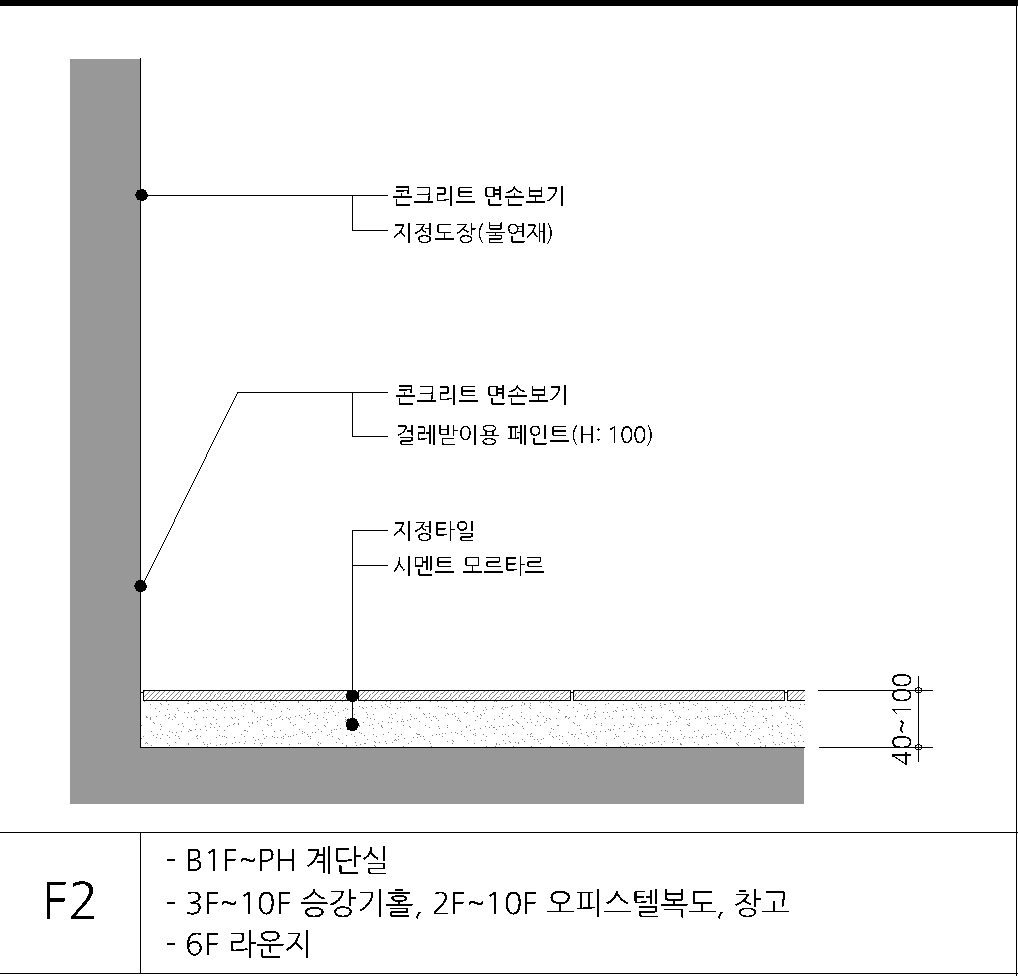 콘크리트 면손보기
지정도장(불연재)
콘크리트 면손보기
걸레받이용 페인트(H: 100)
지정타일
시멘트 모르타르
40~100
F2
- B1F~PH 계단실
- 3F~10F 승강기홀, 2F~10F 오피스텔복도, 창고
- 6F 라운지